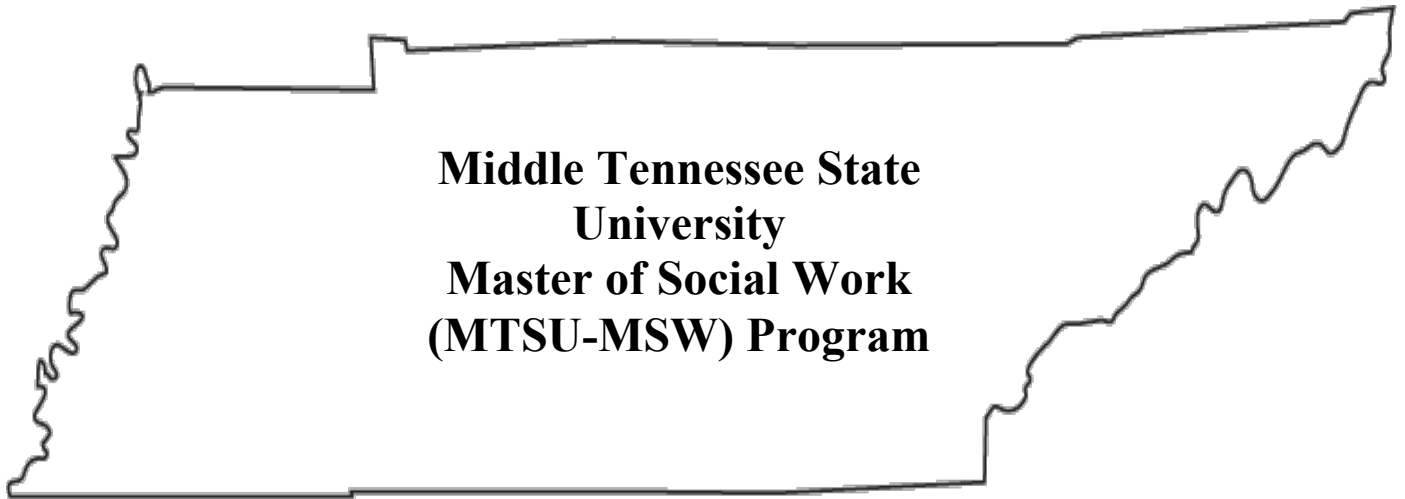 Middle Tennessee State
University
Master of Social Work
(MTSU-MSW) Program